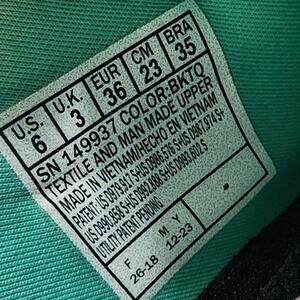 U.S. U.K. EUR CM BRA
6 3 36 23 35
SN 149937 COLOR:BKTQ
TEXTILE AND MAN MADE UPPER
MADE IN VIETNAM/HECHO EN VIETNAM
UTILITY PATENT PENDING
F M Y
26-18 12-23